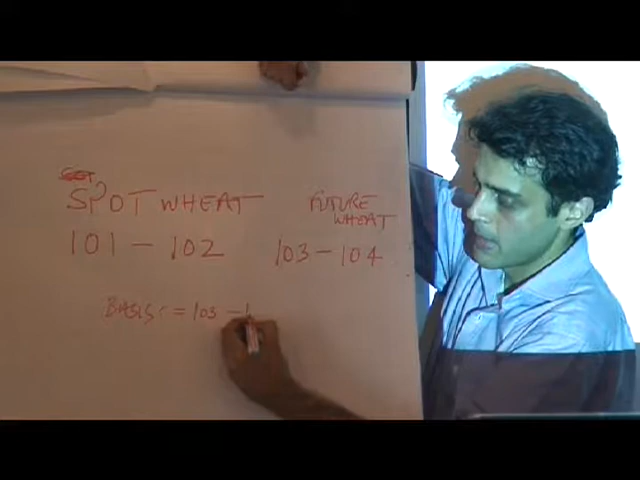 SPOT WHEAT
101 - 102
FUTURE
WHEAT
103 - 104
BASIS: = 103 - 1